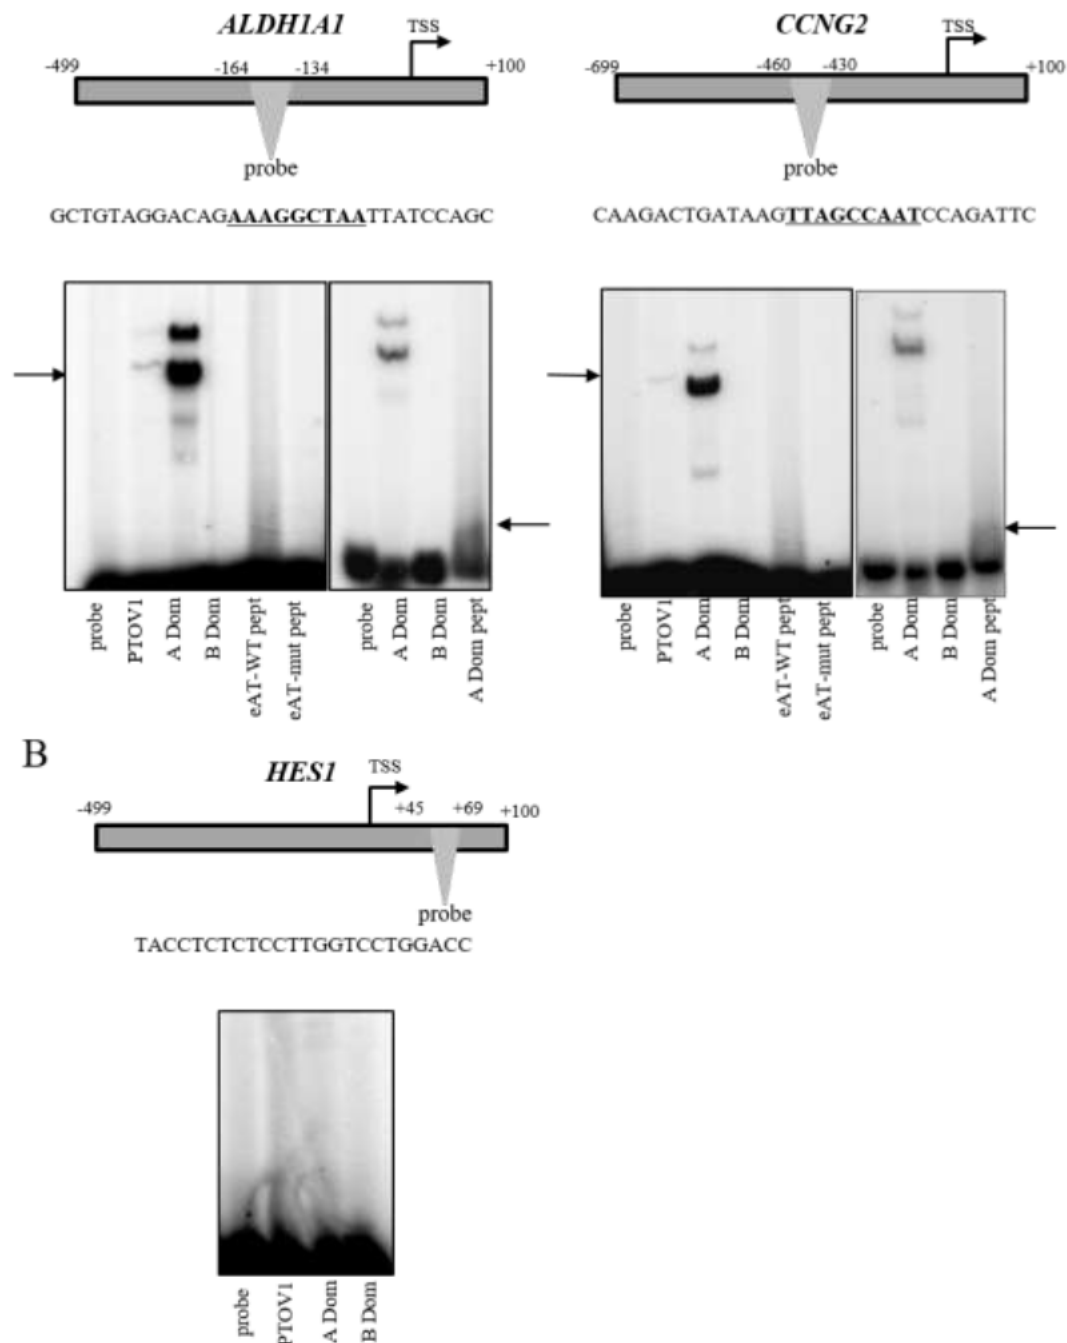 ALDH1A1
TSS
-499 -164 -134 +100
probe
GCTGTAGGACAGAAAGGCTAATTATCCAGC
probe
PTOV1
A Dom
B Dom
eAT-WT pept
eAT-mut pept
probe
A Dom
B Dom
A Dom pept
CCNG2
TSS
-699 -460 -430 +100
probe
CAAGACTGATAAGTTAGCCAATCCAGATTC
probe
PTOV1
A Dom
B Dom
eAT-WT pept
eAT-mut pept
probe
A Dom
B Dom
A Dom pept
B
HES1
TSS
-499 +45 +69 +100
probe
TACCTCTCTCCTTGGTCCTGGACC
probe
PTOV1
A Dom
B Dom